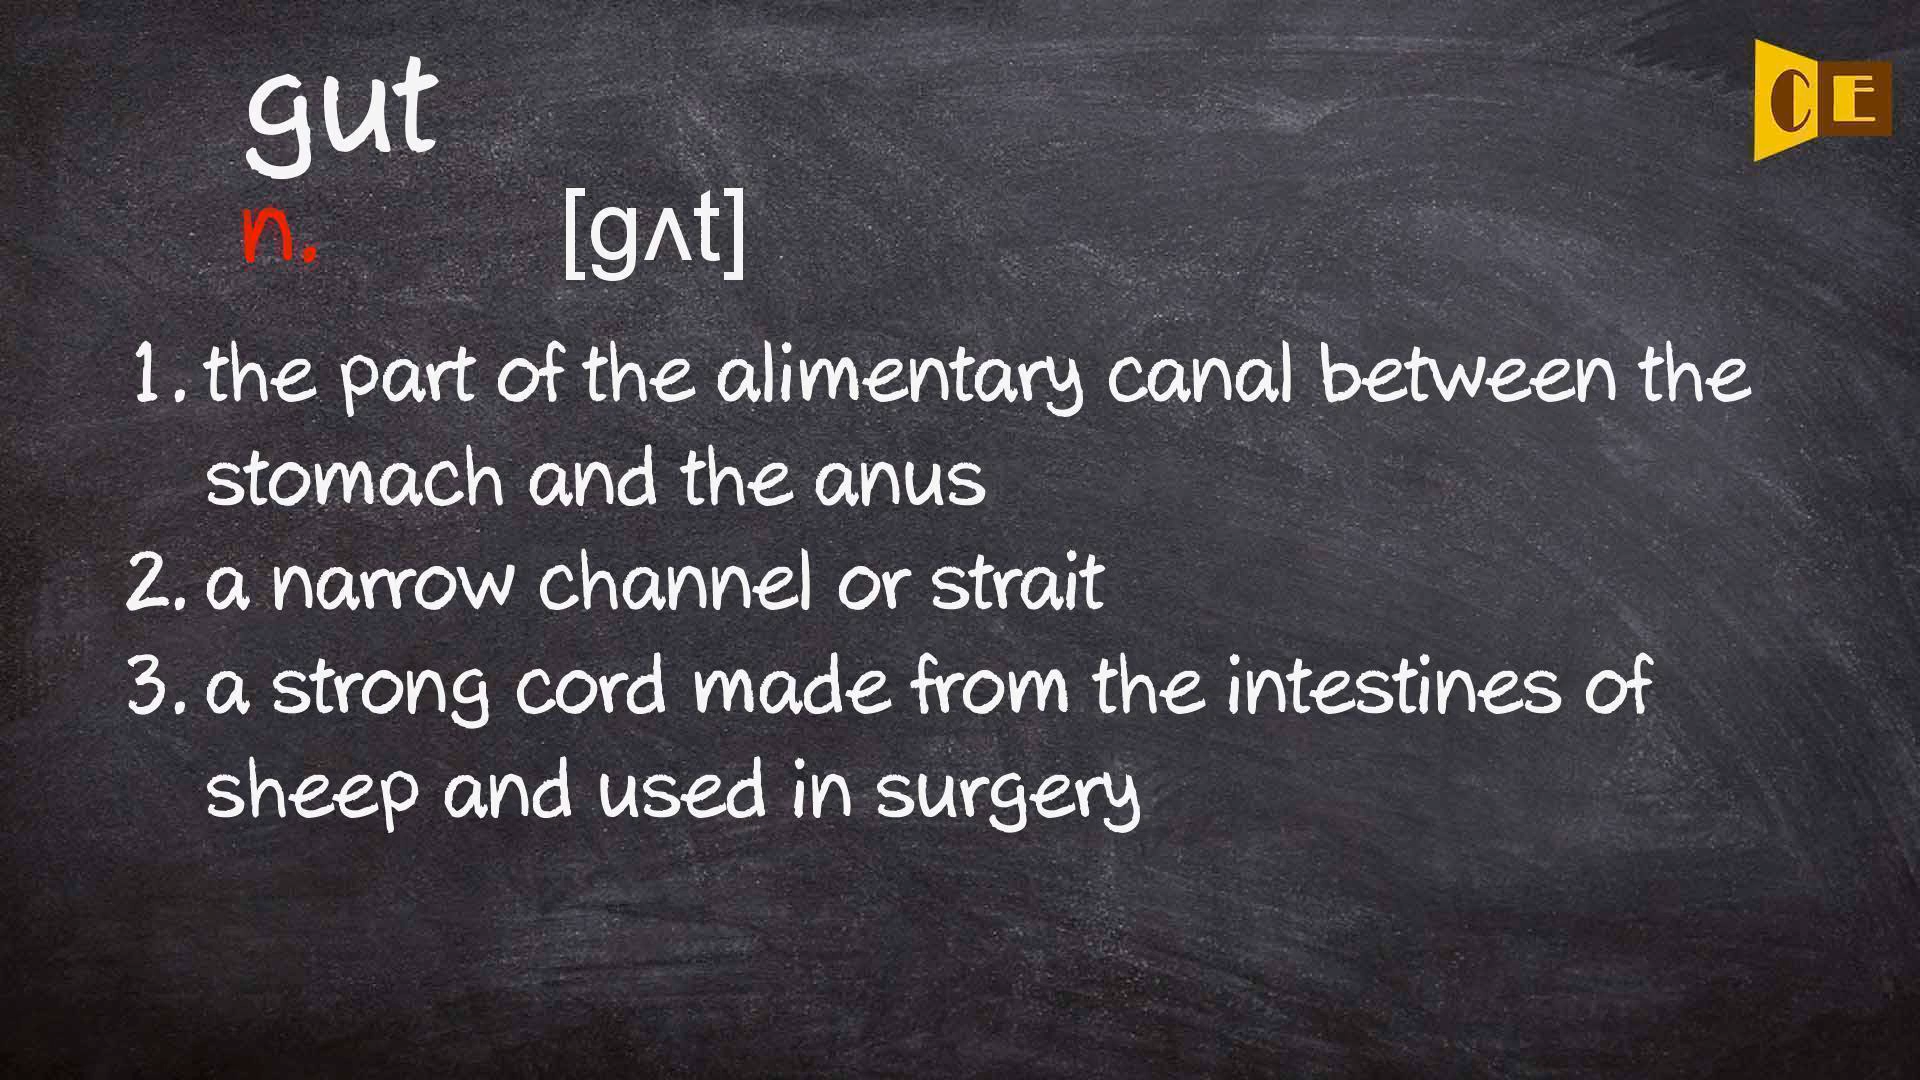 gut
CE
n. [gʌt]
1. the part of the alimentary canal between the
stomach and the anus
2. a narrow channel or strait
3. a strong cord made from the intestines of
sheep and used in surgery